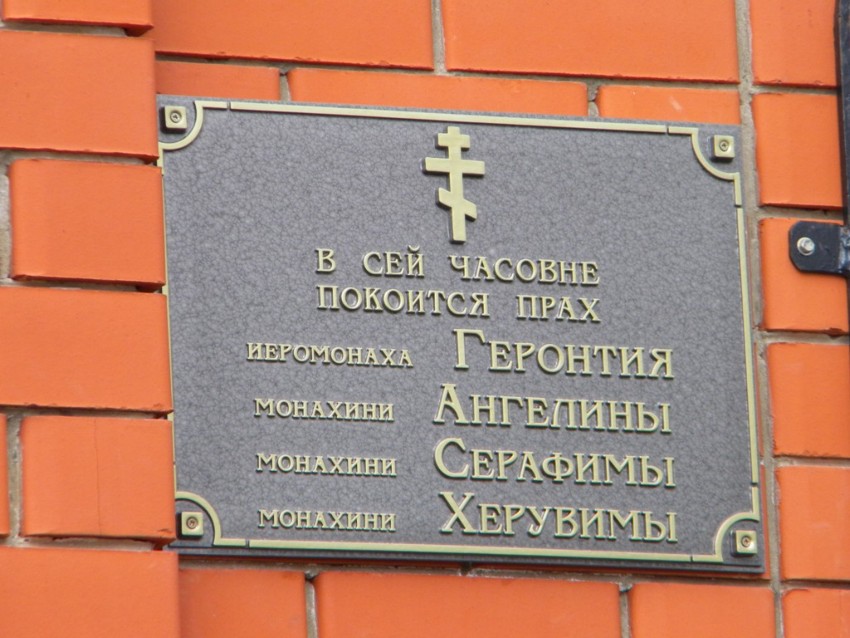 В СЕЙ ЧАСОВНЕ
ПОКОИТСЯ ПРАХ
ИЕРОМОНАХА ГЕРОНТИЯ
МОНАХИНИ АНГЕЛИНЫ
МОНАХИНИ СЕРАФИМЫ
МОНАХИНИ ХЕРУВИМЫ